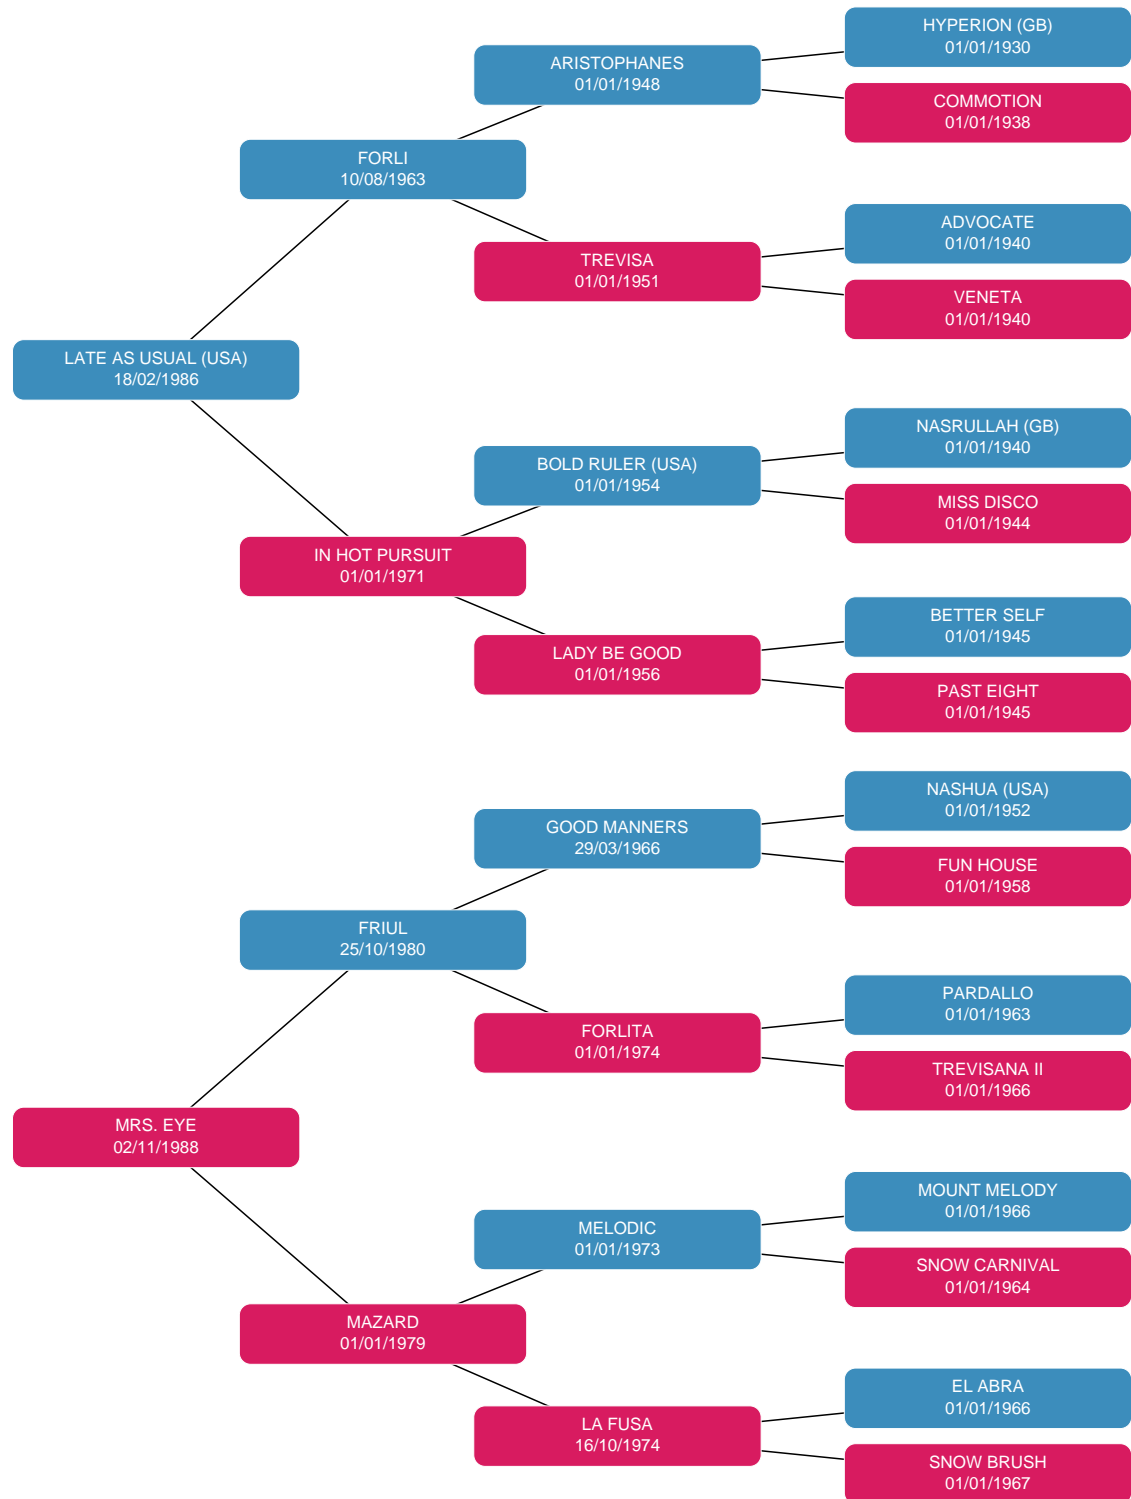 HYPERION (GB)
01/01/1930
ARISTOPHANES
01/01/1948
COMMOTION
01/01/1938
FORLI
10/08/1963
ADVOCATE
01/01/1940
TREVISA
01/01/1951
VENETA
01/01/1940
LATE AS USUAL (USA)
18/02/1986
NASRULLAH (GB)
01/01/1940
BOLD RULER (USA)
01/01/1954
MISS DISCO
01/01/1944
IN HOT PURSUIT
01/01/1971
BETTER SELF
01/01/1945
LADY BE GOOD
01/01/1956
PAST EIGHT
01/01/1945
NASHUA (USA)
01/01/1952
GOOD MANNERS
29/03/1966
FUN HOUSE
01/01/1958
FRIUL
25/10/1980
PARDALLO
01/01/1963
FORLITA
01/01/1974
TREVISANA II
01/01/1966
MRS. EYE
02/11/1988
MOUNT MELODY
01/01/1966
MELODIC
01/01/1973
SNOW CARNIVAL
01/01/1964
MAZARD
01/01/1979
EL ABRA
01/01/1966
LA FUSA
16/10/1974
SNOW BRUSH
01/01/1967